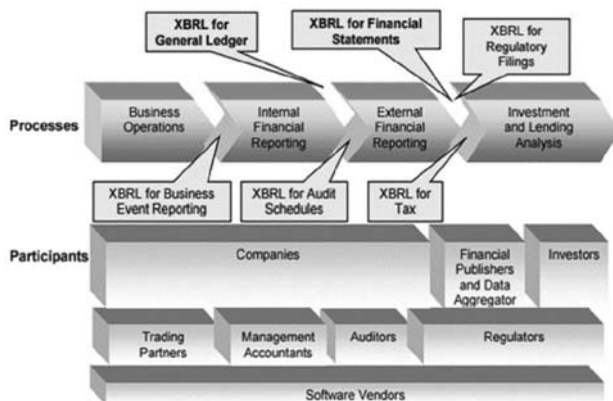 XBRL for
General Ledger
XBRL for Financial
Statements
XBRL for
Regulatory
Filings
Processes
Business
Operations
Internal
Financial
Reporting
External
Financial
Reporting
Investment
and Lending
Analysis
XBRL for Business
Event Reporting
XBRL for Audit
Schedules
XBRL for
Tax
Participants
Companies
Financial
Publishers
and Data
Aggregator
Investors
Trading
Partners
Management
Accountants
Auditors
Regulators
Software Vendors